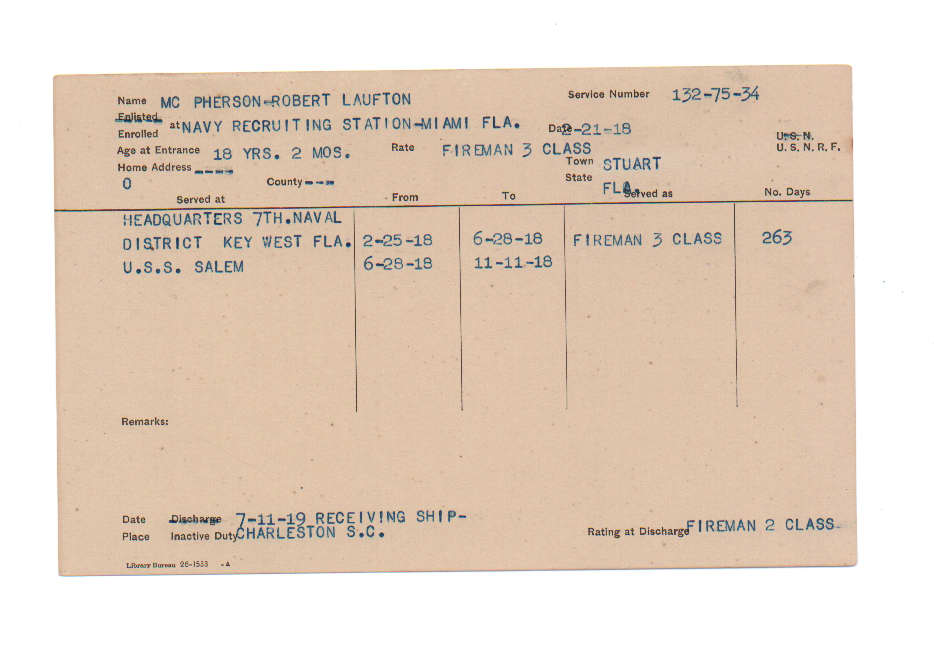 Name MC PHERSON-ROBERT LAUFTON Service Number 132-75-34
Enlisted
Enrolled at NAVY RECRUITING STATION-MIAMI FLA. Date 2-21-18 U.S.N.
Age at Entrance 18 YRS. 2 MOS. Rate FIREMAN 3 CLASS U.S.N.R.F.
Home Address ---- Town STUART
0 County --- State FLA.
Served at From To Served as No. Days
HEADQUARTERS 7TH.NAVAL
DISTRICT KEY WEST FLA. 2-25-18 6-28-18 FIREMAN 3 CLASS 263
U.S.S. SALEM 6-28-18 11-11-18
Remarks:
Date Discharge 7-11-19 RECEIVING SHIP-
Place Inactive Duty CHARLESTON S.C. Rating at Discharge FIREMAN 2 CLASS
Library Bureau 26-1533 -A